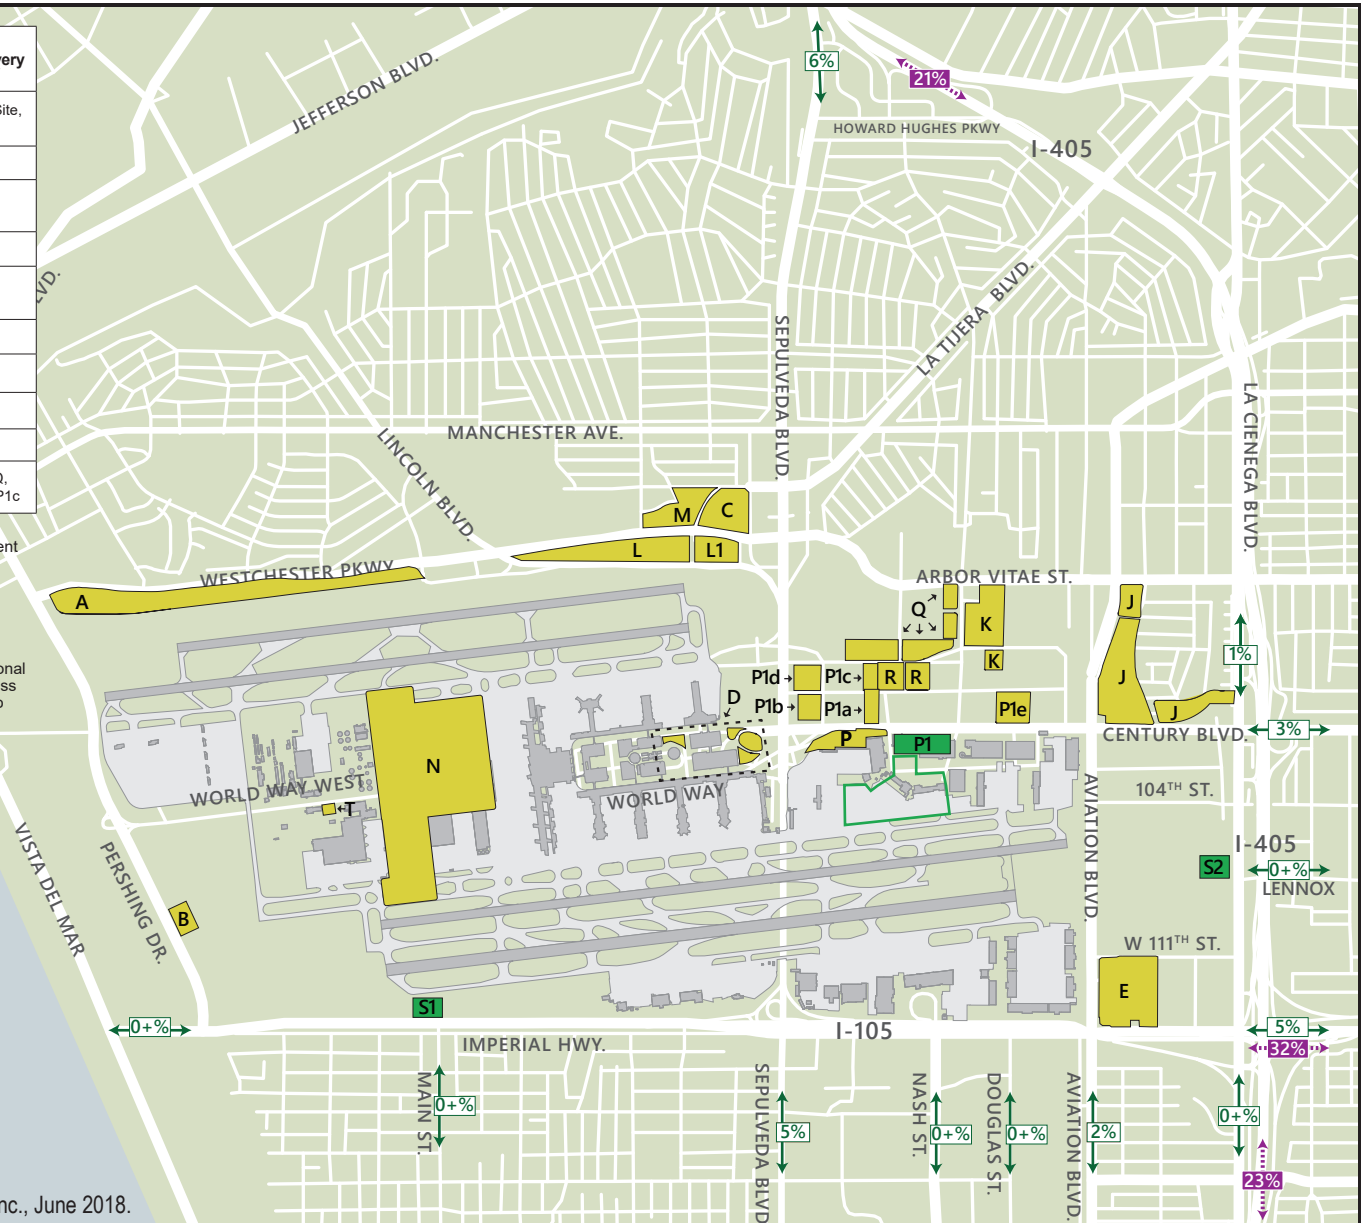 very
Site,
Q,
P1c
ent
onal
ss
JEFFERSON BLVD.
LVD.
6%
21%
HOWARD HUGHES PKWY
I-405
LA TIJERA BLVD.
SEPULVEDA BLVD.
LA CIENEGA BLVD.
MANCHESTER AVE.
LINCOLN BLVD.
M
C
L
L1
WESTCHESTER PKWY
A
ARBOR VITAE ST.
Q
K
K
J
J
J
1%
P1d
P1c
R
R
D
P1b
P1a
P1e
P
P1
CENTURY BLVD.
3%
N
WORLD WAY WEST
WORLD WAY
T
104TH ST.
AVIATION BLVD.
I-405
S2
0+%
LENNOX
VISTA DEL MAR
PERSHING DR.
B
W 111TH ST.
E
S1
0+%
I-105
5%
32%
IMPERIAL HWY.
MAIN ST.
0+%
SEPULVEDA BLVD
5%
NASH ST.
0+%
DOUGLAS ST.
0+%
AVIATION BLVD.
2%
0+%
23%
nc., June 2018.